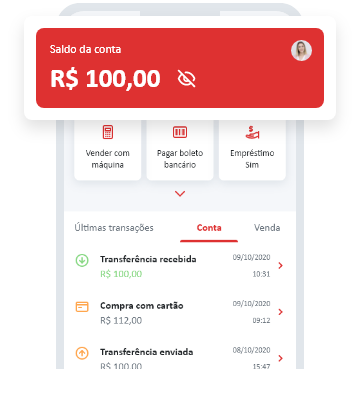 Saldo da conta
R$ 100,00
Vender com
máquina
Pagar boleto
bancário
Empréstimo
Sim
Últimas transações
Conta
Venda
Transferência recebida
09/10/2020
R$ 100,00
10:31
Compra com cartão
09/10/2020
R$ 112,00
09:12
Transferência enviada
08/10/2020
R$ 100,00
15:47